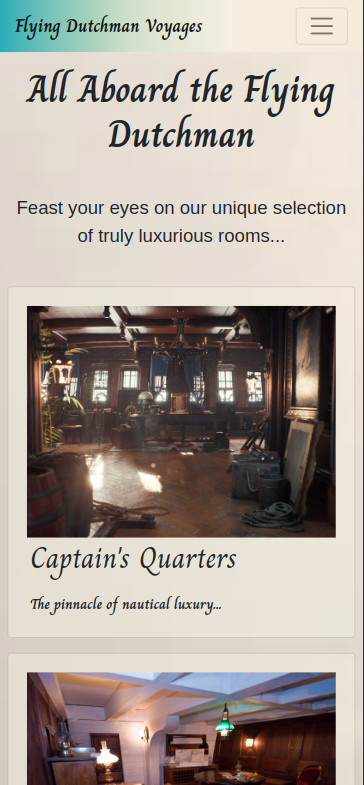 Flying Dutchman Voyages
All Aboard the Flying
Dutchman
Feast your eyes on our unique selection
of truly luxurious rooms...
Captain's Quarters
The pinnacle of nautical luxury...